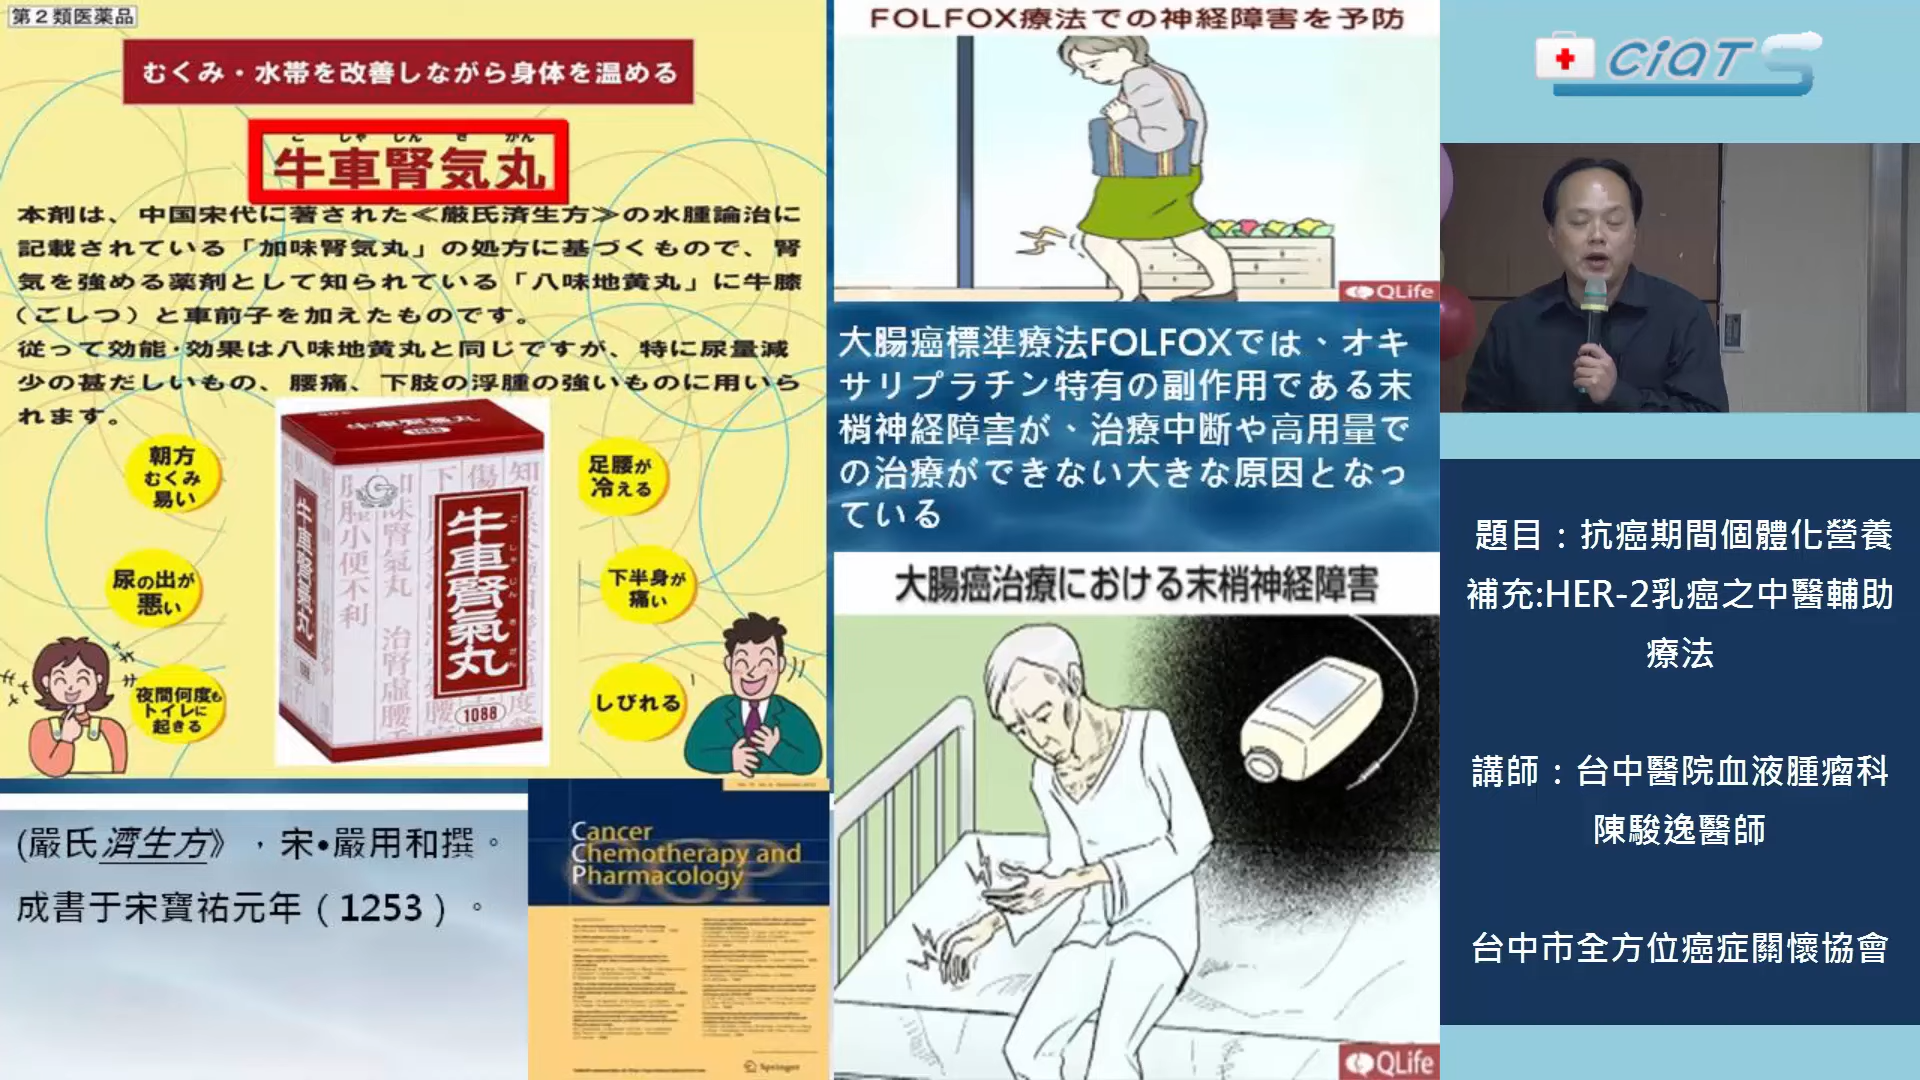 第2類医薬品
むくみ・水帯を改善しながら身体を温める
ご しゃ じん き がん
牛車腎気丸
本剤は、中国宋代に著された≪厳氏済生方≫の水腫論治に
記載されている「加味腎気丸」の処方に基づくもので、腎
気を強める薬剤として知られている「八味地黄丸」に牛膝
(ごしつ)と車前子を加えたものです。
従って効能・効果は八味地黄丸と同じですが、特に尿量減
少の甚だしいもの、腰痛、下肢の浮腫の強いものに用いら
れます。
朝方
むくみ
易い
尿の出が
悪い
夜間何度も
トイレに
起きる
足腰が
冷える
下半身が
痛い
しびれる
牛車腎氣丸
牛車腎氣丸
1088
(嚴氏濟生方》，宋•嚴用和撰。
成書于宋寶祐元年（1253）。
Cancer
Chemotherapy and
Pharmacology
Springer
FOLFOX療法での神経障害を予防
QLife
大腸癌標準療法FOLFOXでは、オキ
サリプラチン特有の副作用である末
梢神経障害が、治療中断や高用量で
の治療ができない大きな原因となっ
ている
大腸癌治療における末梢神経障害
QLife
CiaTS
題目：抗癌期間個體化營養
補充:HER-2乳癌之中醫輔助
療法
講師：台中醫院血液腫瘤科
陳駿逸醫師
台中市全方位癌症關懷協會